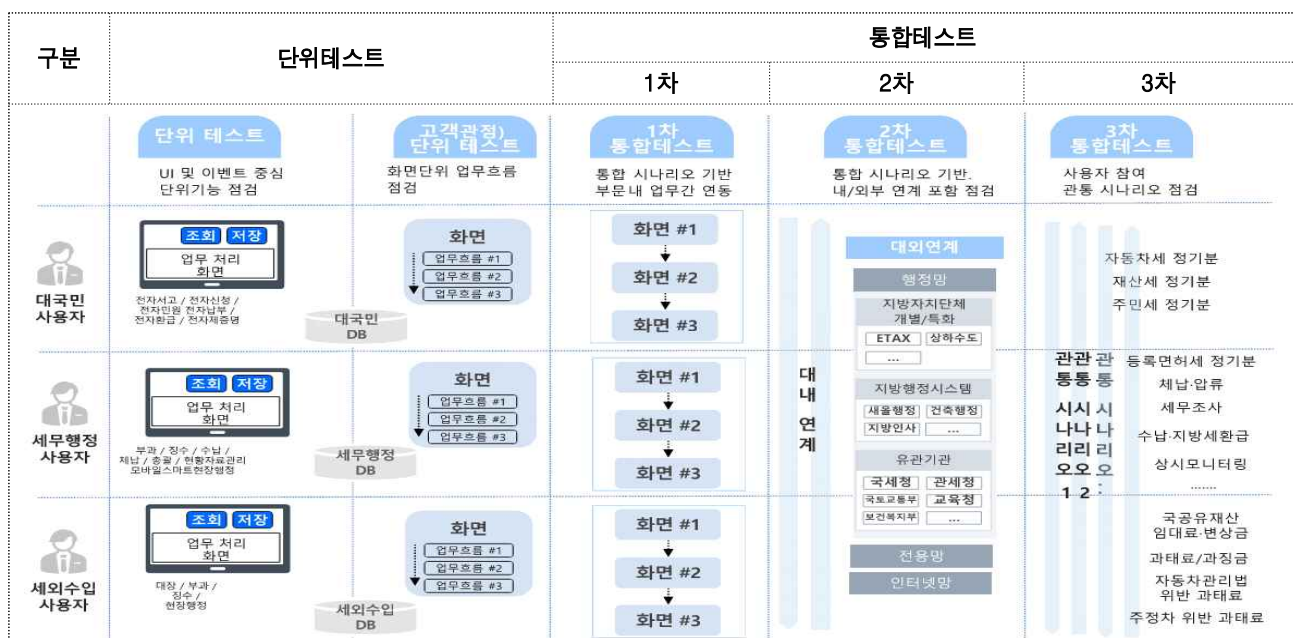 구분
단위테스트
통합테스트
1차
2차
3차
단위 테스트
UI 및 이벤트 중심
단위기능 점검
고객관정)
단위 테스트
화면단위 업무흐름
점검
1차
통합테스트
통합 시나리오 기반
부문내 업무간 연동
2차
통합테스트
통합 시나리오 기반.
내/외부 연계 포함 점검
3차
통합테스트
사용자 참여
관통 시나리오 점검
대국민
사용자
조회 저장
업무 처리
화면
전자서고 / 전자신청 /
전자민원 전자납부 /
전자환급 / 전자제증명
대국민
DB
화면
업무흐름 #1
업무흐름 #2
업무흐름 #3
화면 #1
화면 #2
화면 #3
세무행정
사용자
조회 저장
업무 처리
화면
부과 / 징수 / 수납 /
체납 / 총괄 / 현황자료관리
모바일스마트현장행정
세무행정
DB
화면
업무흐름 #1
업무흐름 #2
업무흐름 #3
화면 #1
화면 #2
화면 #3
세외수입
사용자
조회 저장
업무 처리
화면
대장 / 부과 /
징수 /
현장행정
세외수입
DB
화면
업무흐름 #1
업무흐름 #2
업무흐름 #3
화면 #1
화면 #2
화면 #3
대내 연계
대외연계
행정망
지방자치단체
개별/특화
ETAX 상하수도
...
지방행정시스템
새올행정 건축행정
지방인사 ...
유관기관
국세청 관세청
국토교통부 교육청
보건복지부 ...
전용망
인터넷망
관통 시나리오 1
관통 시나리오 2
관통 시나리오 :
자동차세 정기분
재산세 정기분
주민세 정기분
등록면허세 정기분
체납·압류
세무조사
수납·지방세환급
상시모니터링
.......
국공유재산
임대료·변상금
과태료/과징금
자동차관리법
위반 과태료
주정차 위반 과태료